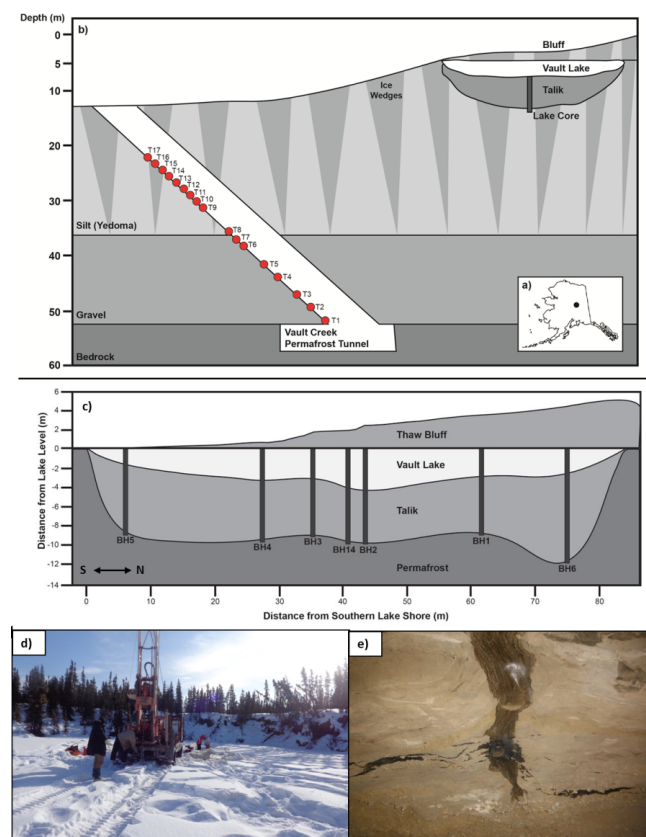 Depth (m)
b)
0
5
10
20
30
40
50
60
Bluff
Vault Lake
Talik
Lake Core
Ice
Wedges
T17
T16
T15
T14
T13
T12
T11
T10
T9
T8
T7
T6
T5
T4
T3
T2
T1
Silt (Yedoma)
Gravel
Bedrock
Vault Creek
Permafrost Tunnel
a)
c)
Distance from Lake Level (m)
6
4
2
0
-2
-4
-6
-8
-10
-12
-14
Thaw Bluff
Vault Lake
Talik
Permafrost
BH5
BH4
BH3
BH14
BH2
BH1
BH6
S N
0 10 20 30 40 50 60 70 80
Distance from Southern Lake Shore (m)
d)
e)